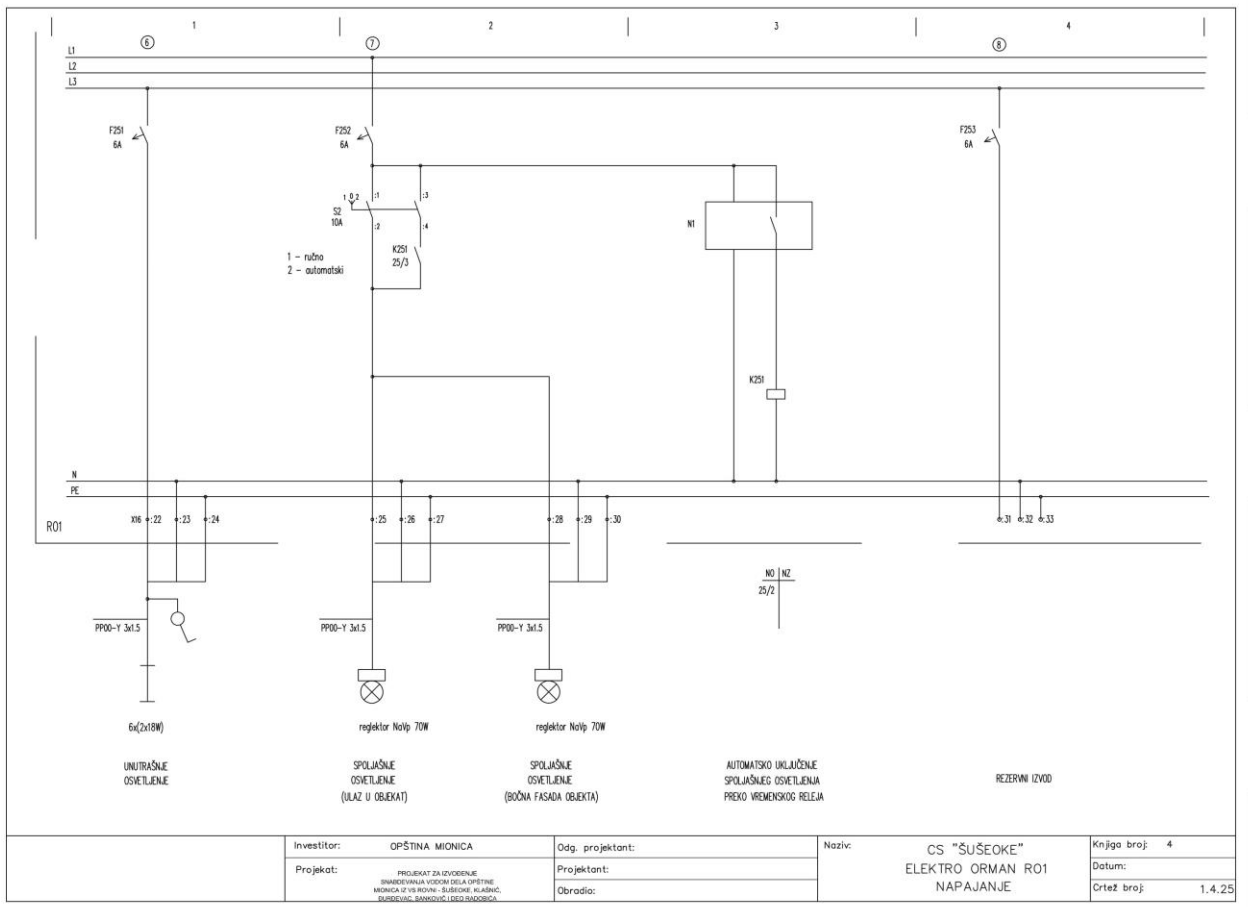 1
2
3
4
6
7
8
L1
L2
L3
F251
6A
F252
6A
F253
6A
1 0 2
:1
:3
S2
10A
:2
:4
K251
25/3
N1
1 - ručno
2 - automatski
K251
N
PE
R01
X16
:22
:23
:24
:25
:26
:27
:28
:29
:30
:31
:32
:33
NO
NZ
25/2
PP00-Y 3x1.5
PP00-Y 3x1.5
PP00-Y 3x1.5
6x(2x18W)
reglektor NaVp 70W
reglektor NaVp 70W
UNUTRAŠNJE
OSVETLJENJE
SPOLJAŠNJE
OSVETLJENJE
(ULAZ U OBJEKAT)
SPOLJAŠNJE
OSVETLJENJE
(BOČNA FASADA OBJEKTA)
AUTOMATSKO UKLJUČENJE
SPOLJAŠNJEG OSVETLJENJA
PREKO VREMENSKOG RELEJA
REZERVNI IZVOD
Investitor: OPŠTINA MIONICA
Projekat:
PROJEKAT ZA IZVOĐENJE
SNABDEVANJA VODOM DELA OPŠTINE
MIONICA IZ VS ROVNI - ŠUŠEOKE, KLAŠNIĆ,
ĐURĐEVAC, SANKOVIĆ I DEO RADOBIĆA
Odg. projektant:
Projektant:
Obradio:
Naziv:
CS "ŠUŠEOKE"
ELEKTRO ORMAN R01
NAPAJANJE
Knjiga broj: 4
Datum:
Crtež broj: 1.4.25